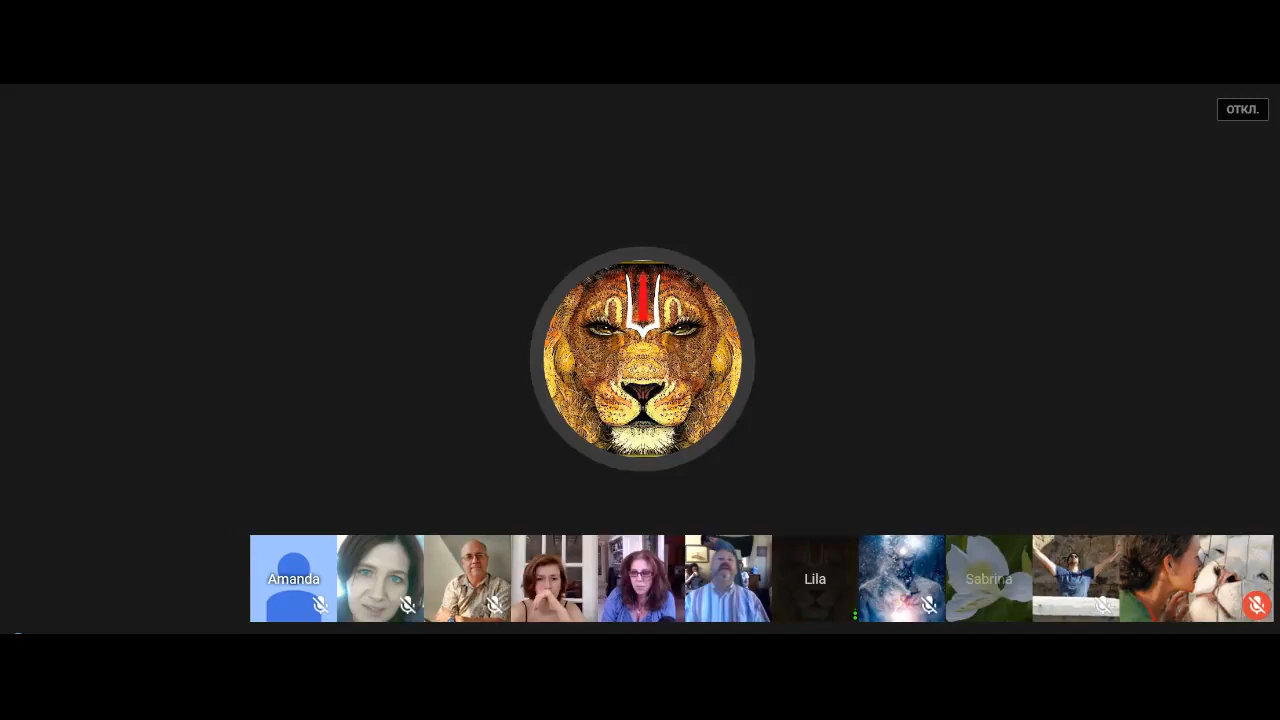 ОТКЛ.
Amanda
Lila
Sabrina